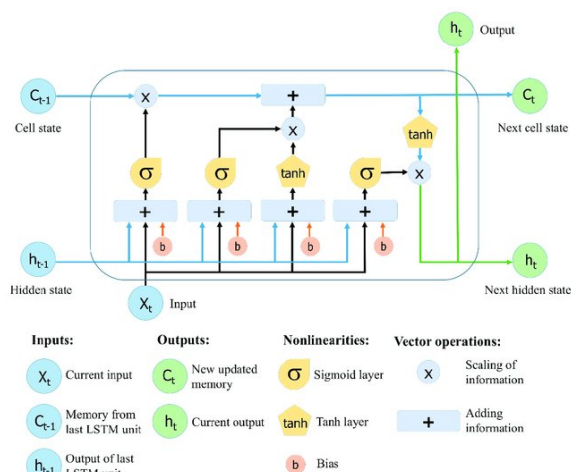 ht
Output
Ct-1
x
+
Ct
Cell state
Next cell state
x
tanh
σ
σ
tanh
σ
x
+
+
+
+
b
b
b
b
ht-1
ht
Hidden state
Next hidden state
Xt
Input
Inputs:
Outputs:
Nonlinearities:
Vector operations:
Xt
Current input
Ct
New updated
memory
σ
Sigmoid layer
x
Scaling of
information
Ct-1
Memory from
last LSTM unit
ht
Current output
tanh
Tanh layer
+
Adding
information
ht-1
Output of last
LSTM unit
b
Bias